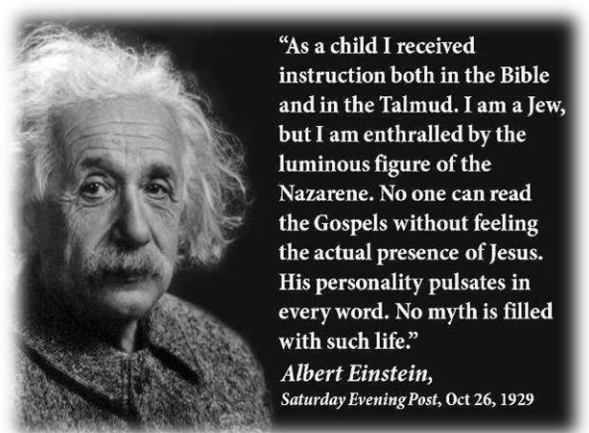 “As a child I received
instruction both in the Bible
and in the Talmud. I am a Jew,
but I am enthralled by the
luminous figure of the
Nazarene. No one can read
the Gospels without feeling
the actual presence of Jesus.
His personality pulsates in
every word. No myth is filled
with such life.”
Albert Einstein,
Saturday Evening Post, Oct 26, 1929